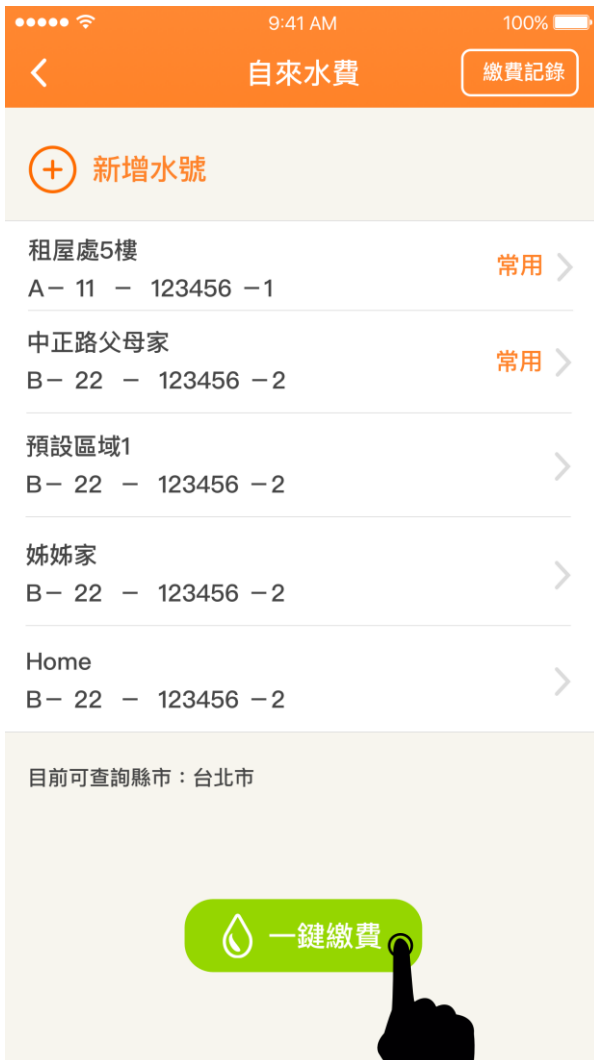 9:41 AM
100%
自來水費
繳費記錄
新增水號
租屋處5樓
常用
A－ 11 － 123456 －1
中正路父母家
常用
B－ 22 － 123456 －2
預設區域1
B－ 22 － 123456 －2
姊姊家
B－ 22 － 123456 －2
Home
B－ 22 － 123456 －2
目前可查詢縣市：台北市
一鍵繳費